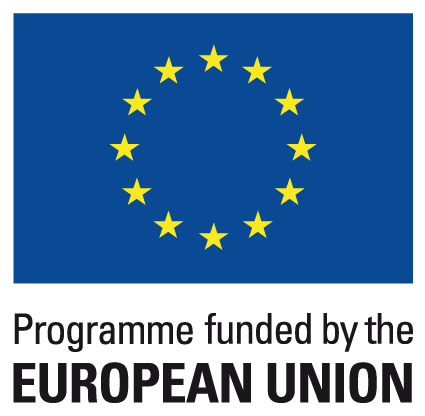 Programme funded by the
EUROPEAN UNION